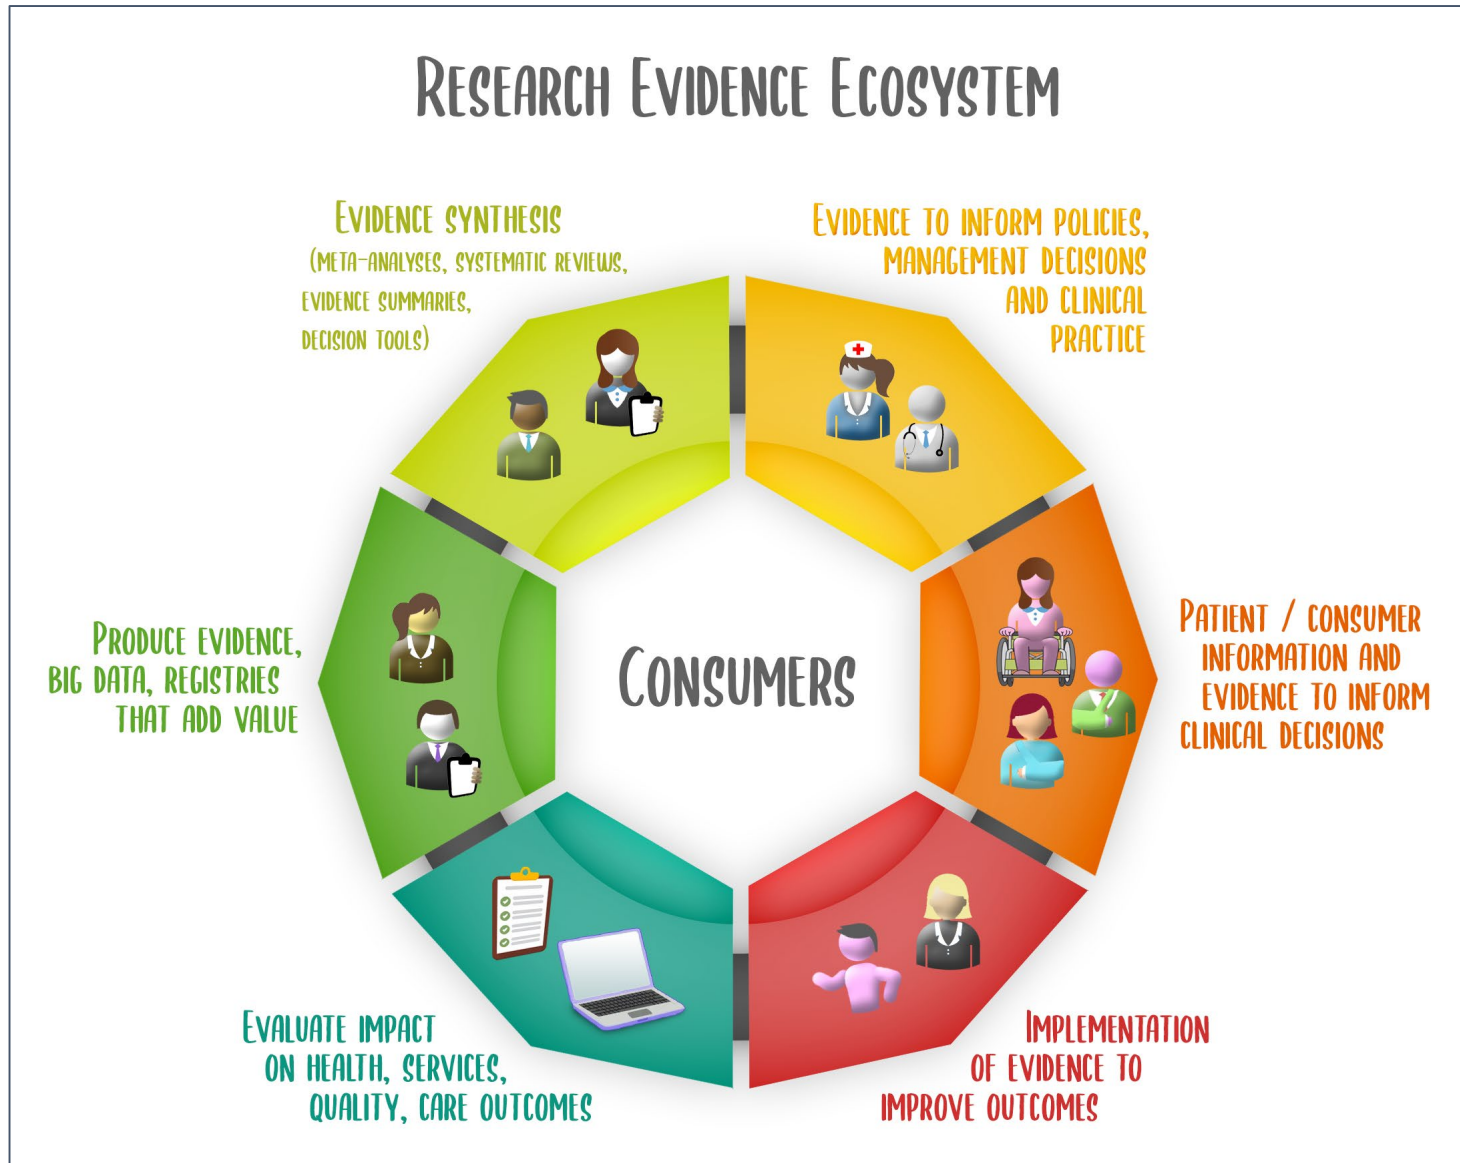 RESEARCH EVIDENCE ECOSYSTEM
EVIDENCE SYNTHESIS
(META-ANALYSES, SYSTEMATIC REVIEWS,
EVIDENCE SUMMARIES,
DECISION TOOLS)
EVIDENCE TO INFORM POLICIES,
MANAGEMENT DECISIONS
AND CLINICAL
PRACTICE
PATIENT / CONSUMER
INFORMATION AND
EVIDENCE TO INFORM
CLINICAL DECISIONS
PRODUCE EVIDENCE,
BIG DATA, REGISTRIES
THAT ADD VALUE
CONSUMERS
EVALUATE IMPACT
ON HEALTH, SERVICES,
QUALITY, CARE OUTCOMES
IMPLEMENTATION
OF EVIDENCE TO
IMPROVE OUTCOMES